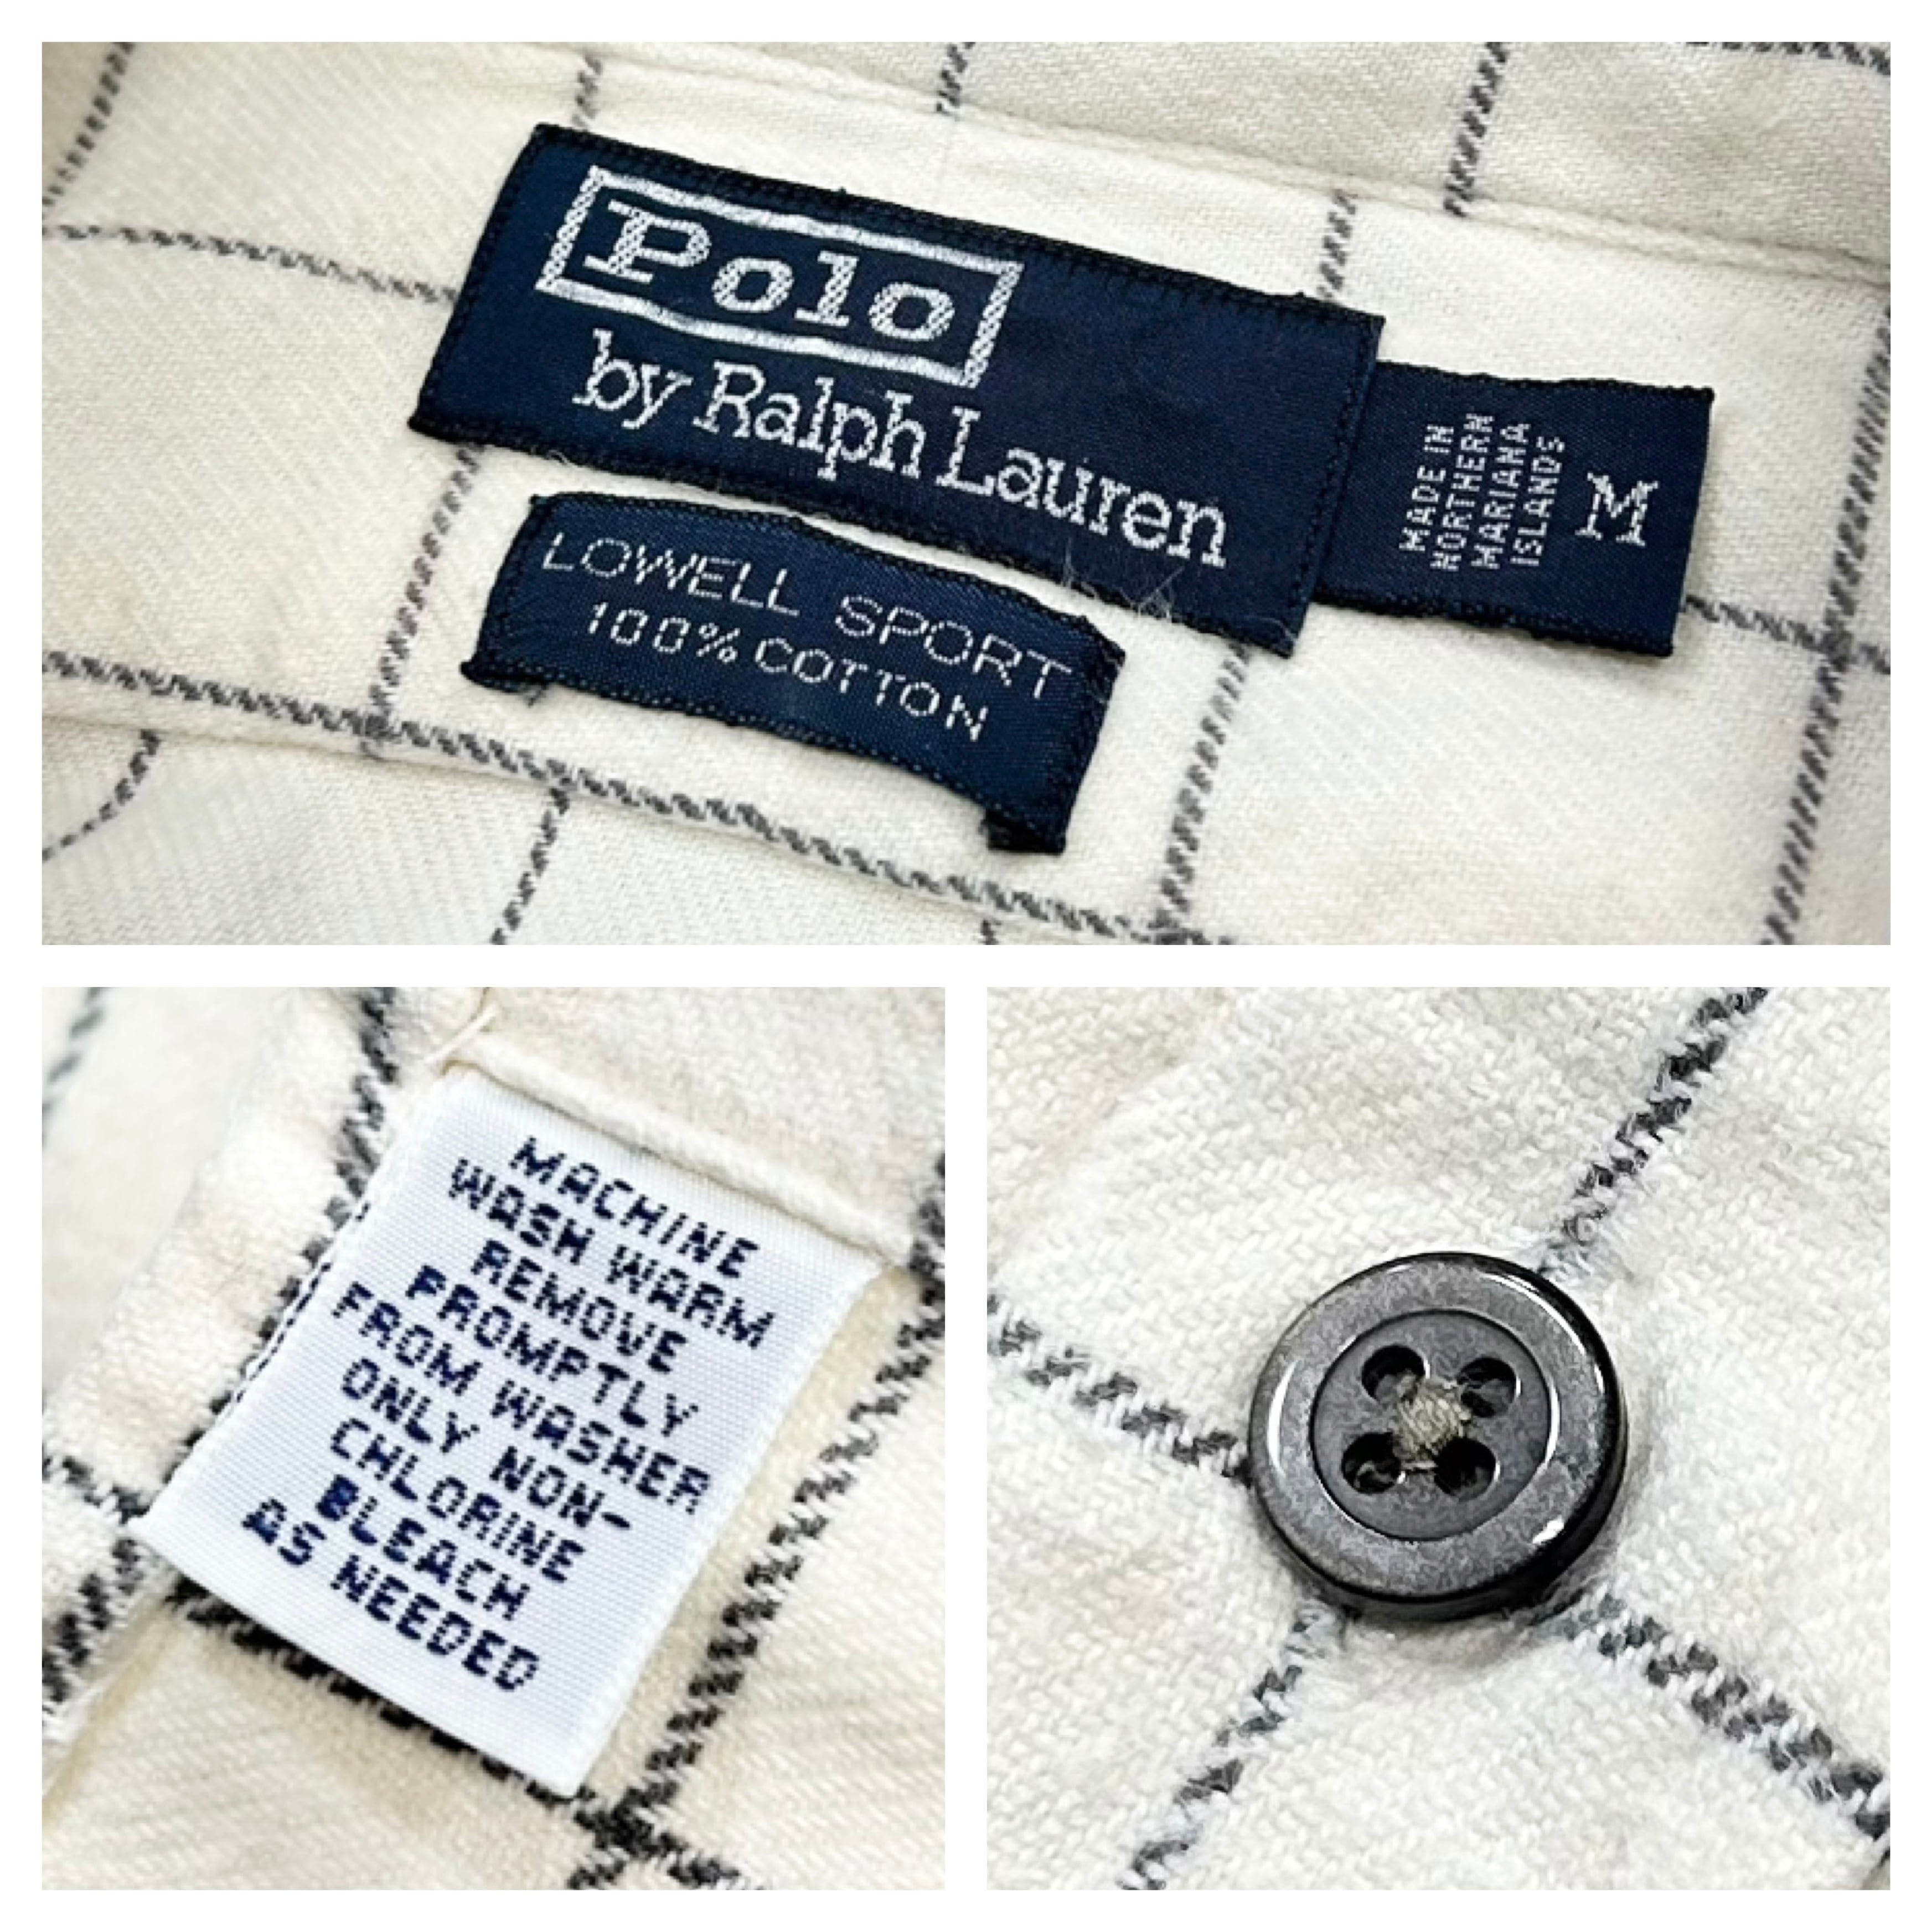 Polo
by Ralph Lauren
MADE IN
NORTHERN
MARIANA
ISLANDS
M
LOWELL SPORT
100% COTTON
MACHINE
WASH WARM
REMOVE
PROMPTLY
FROM WASHER
ONLY NON-
CHLORINE
BLEACH
AS NEEDED